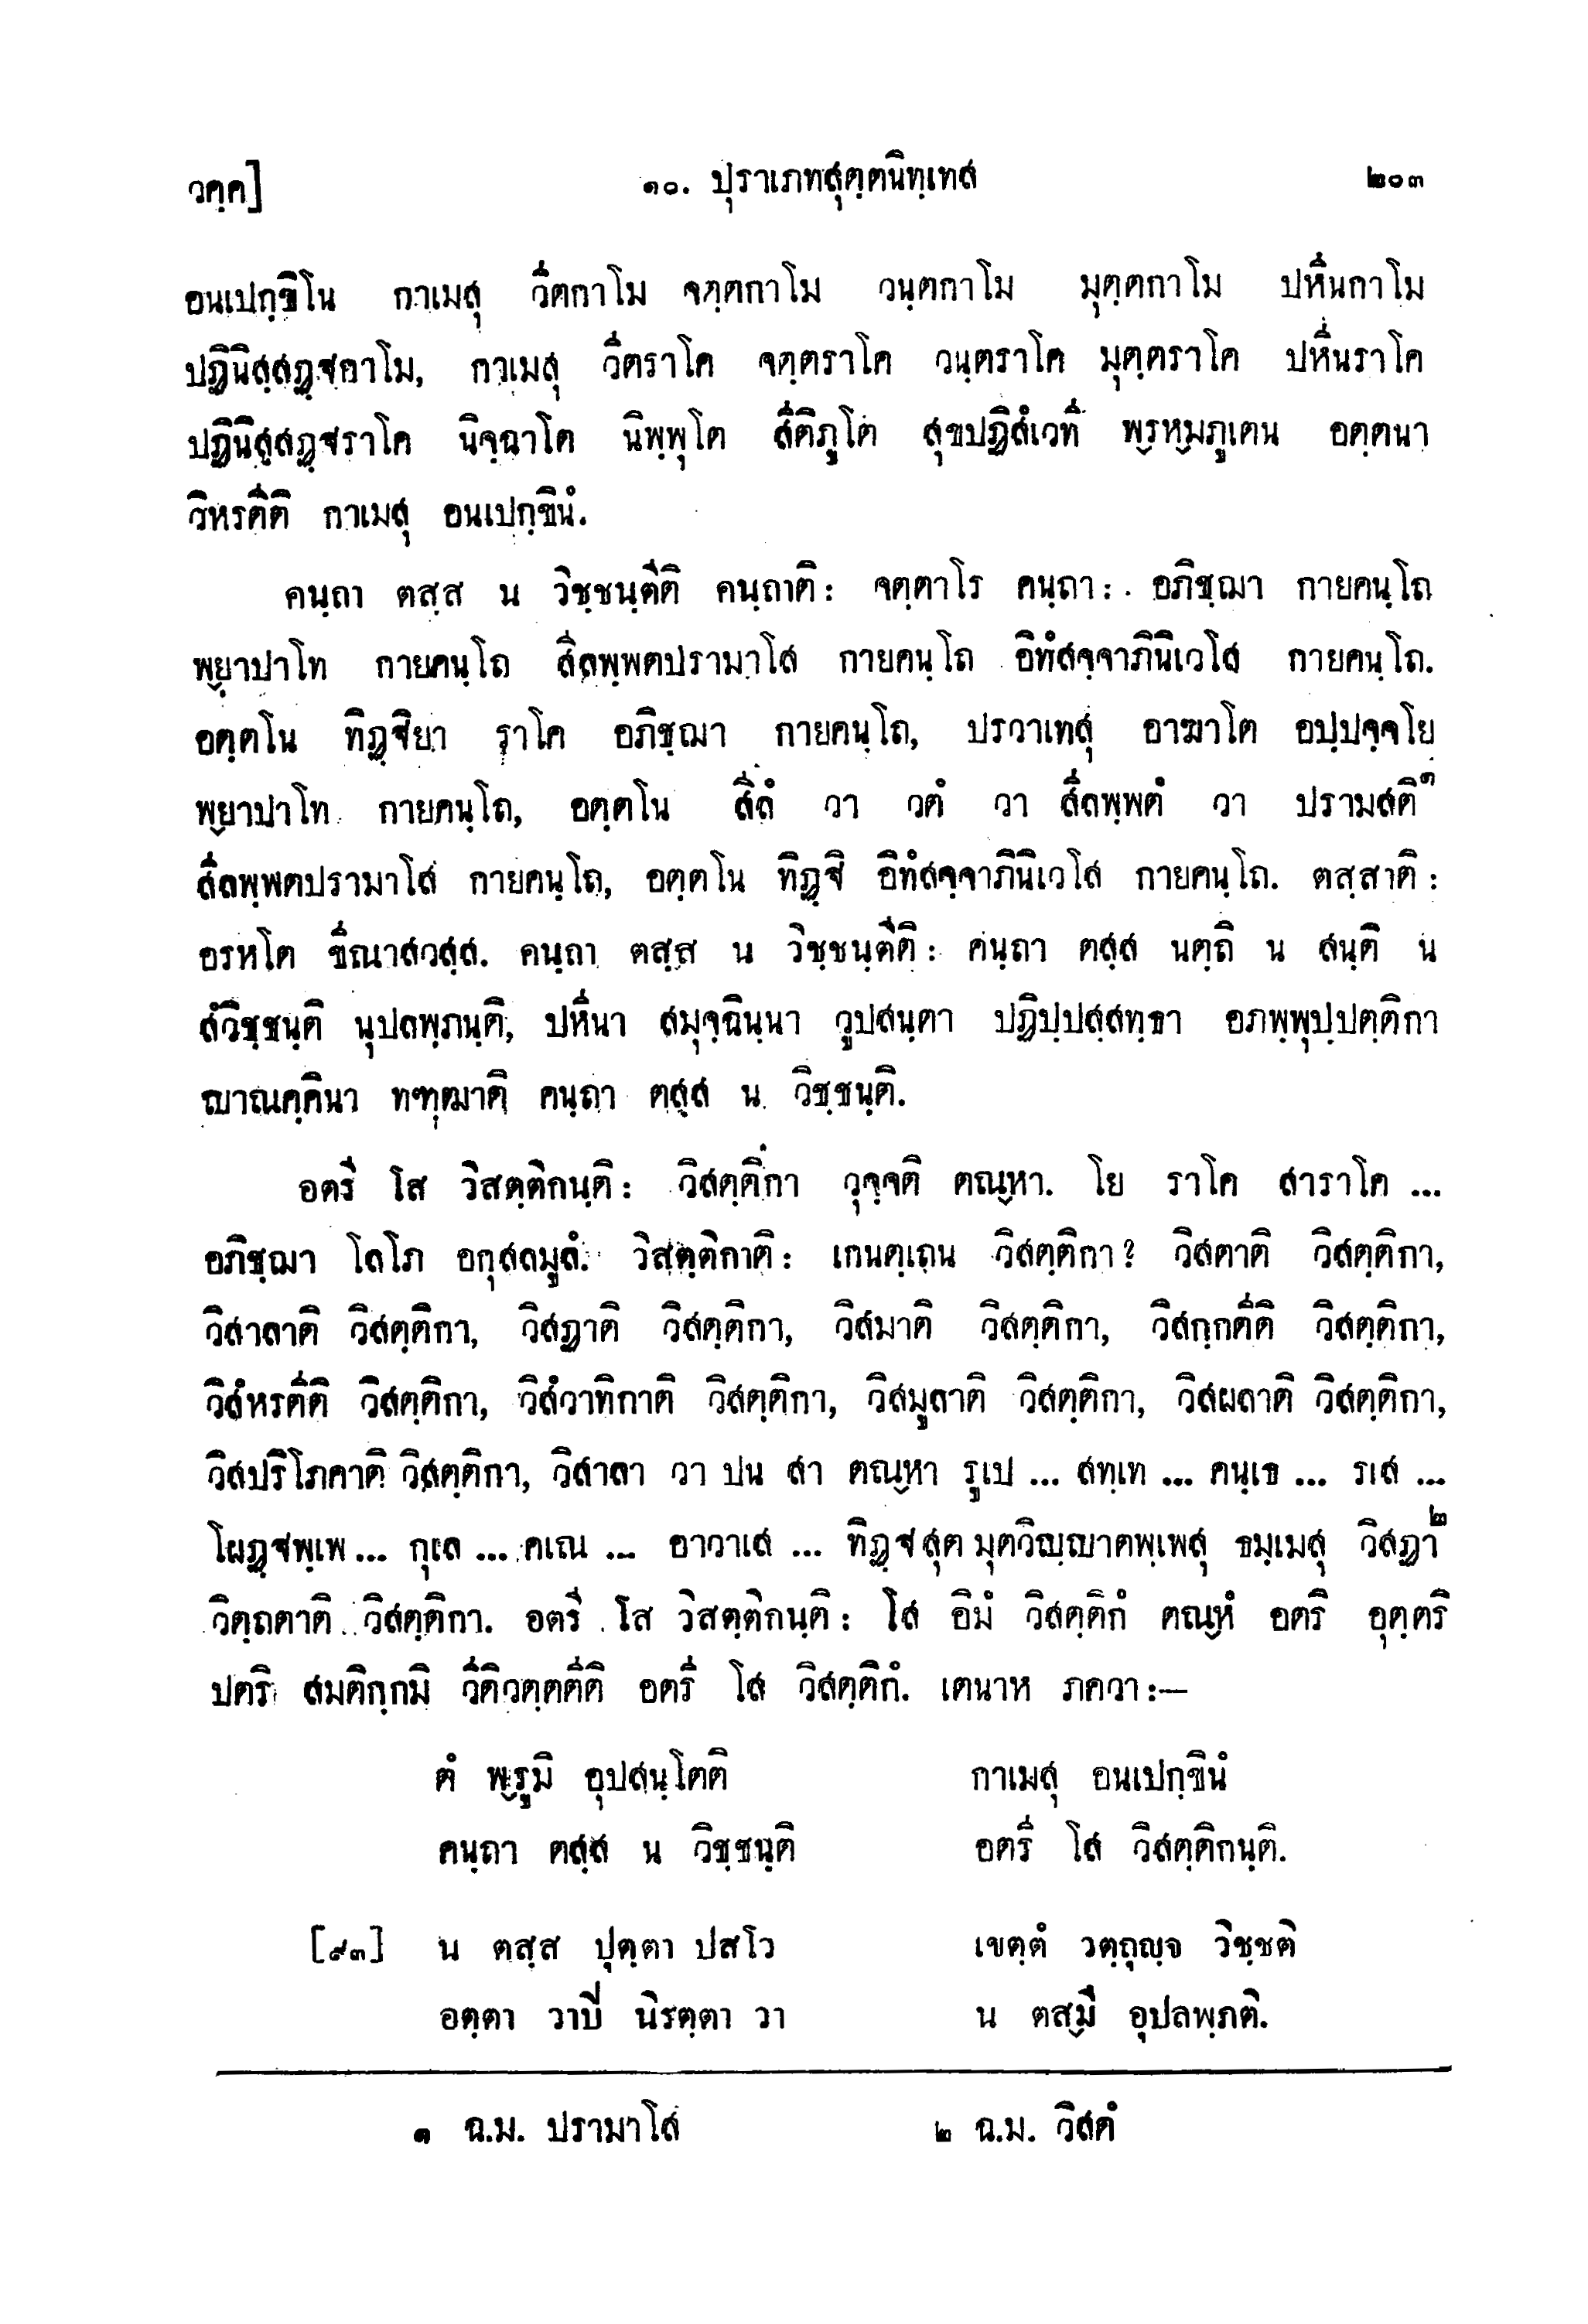 วคฺค]
๑๐. ปุราเภทสุตฺตนิทฺเทส
๒๐๓
อนเปกฺขิโน กาเมสุ วีตกาโม จตฺตกาโม วนฺตกาโม มุตฺตกาโม ปหีนกาโม
ปฏินิสฺสฏฺฐกาโม, กาเมสุ วีตราโค จตฺตราโค วนฺตราโค มุตฺตราโค ปหีนราโค
ปฏินิสฺสฏฺฐราโค นิจฺฉาโต นิพฺพุโต สีติภูโต สุขปฏิสํเวที พฺรหฺมภูเตน อตฺตนา
วิหรตีติ กาเมสุ อนเปกฺขินํ.
คนฺถา ตสฺส น วิชฺชนฺตีติ คนฺถาติ: จตฺตาโร คนฺถา: อภิชฺฌา กายคนฺโถ
พฺยาปาโท กายคนฺโถ สีลพฺพตปรามาโส กายคนฺโถ อิทํสจฺจาภินิเวโส กายคนฺโถ.
อตฺตโน ทิฏฺฐิยา ราโค อภิชฺฌา กายคนฺโถ, ปรวาเทสุ อาฆาโต อปฺปจฺจโย
พฺยาปาโท กายคนฺโถ, อตฺตโน สีลํ วา วตํ วา สีลพฺพตํ วา ปรามสติ๑
สีลพฺพตปรามาโส กายคนฺโถ, อตฺตโน ทิฏฺฐิ อิทํสจฺจาภินิเวโส กายคนฺโถ. ตสฺสาติ:
อรหโต ขีณาสวสฺส. คนฺถา ตสฺส น วิชฺชนฺตีติ: คนฺถา ตสฺส นตฺถิ น สนฺติ น
สํวิชฺชนฺติ นุปลพฺภนฺติ, ปหีนา สมุจฺฉินฺนา วูปสนฺตา ปฏิปฺปสฺสทฺธา อภพฺพุปฺปตฺติกา
ญาณคฺคินา ทฑฺฒาติ คนฺถา ตสฺส น วิชฺชนฺติ.
อตรี โส วิสตฺติกนฺติ: วิสตฺติกา วุจฺจติ ตณฺหา. โย ราโค สาราโค ...
อภิชฺฌา โลโภ อกุสลมูลํ. วิสตฺติกาติ: เกนตฺเถน วิสตฺติกา? วิสตาติ วิสตฺติกา,
วิสาลาติ วิสตฺติกา, วิสฏาติ วิสตฺติกา, วิสมาติ วิสตฺติกา, วิสกฺกตีติ วิสตฺติกา,
วิสํหรตีติ วิสตฺติกา, วิสํวาทิกาติ วิสตฺติกา, วิสมูลาติ วิสตฺติกา, วิสผลาติ วิสตฺติกา,
วิสปริโภคาติ วิสตฺติกา, วิสาลา วา ปน สา ตณฺหา รูเป ... สทฺเท ... คนฺเธ ... รเส ...
โผฏฺฐพฺเพ ... กุเล ... คเณ ... อาวาเส ... ทิฏฺฐสุตมุตวิญฺญาตพฺเพสุ ธมฺเมสุ วิสฏา๒
วิตฺถตาติ วิสตฺติกา. อตรี โส วิสตฺติกนฺติ: โส อิมํ วิสตฺติกํ ตณฺหํ อตริ อุตฺตริ
ปตริ สมติกฺกมิ วีติวตฺตตีติ อตรี โส วิสตฺติกํ. เตนาห ภควา:—
ตํ พฺรูมิ อุปสนฺโตติ กาเมสุ อนเปกฺขินํ
คนฺถา ตสฺส น วิชฺชนฺติ อตรี โส วิสตฺติกนฺติ.
[๙๓] น ตสฺส ปุตฺตา ปสโว เขตฺตํ วตฺถุญฺจ วิชฺชติ
อตฺตา วาปี นิรตฺตา วา น ตสฺมึ อุปลพฺภติ.
๑ ฉ.ม. ปรามาโส ๒ ฉ.ม. วิสตํ